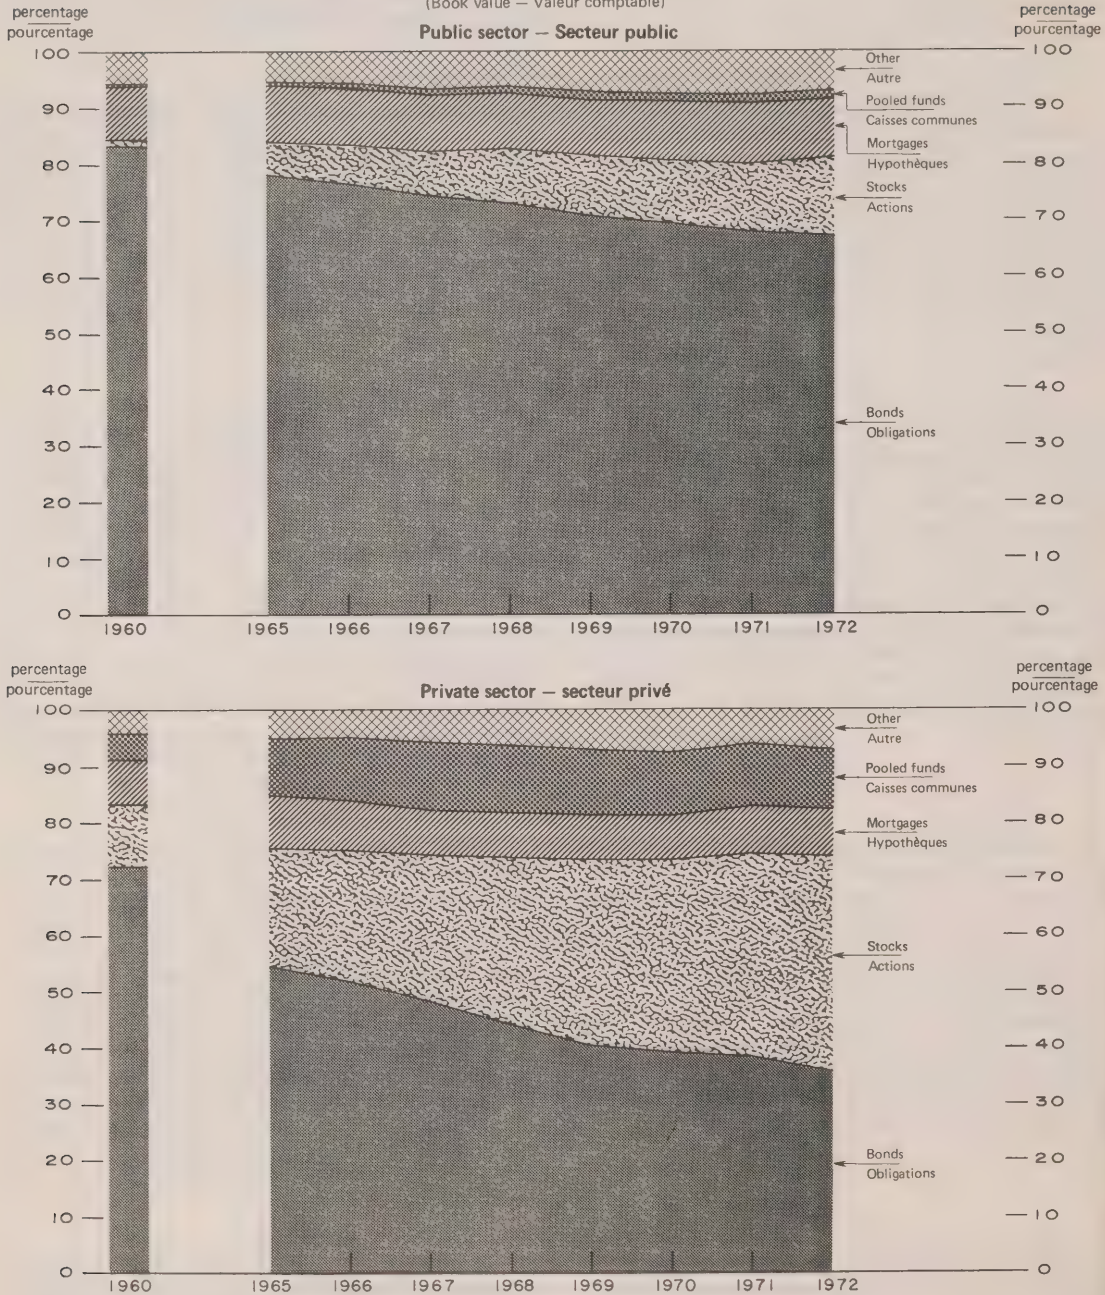 (Book value — Valeur comptable)
percentage
pourcentage
percentage
pourcentage
Public sector — Secteur public
100
90
80
70
60
50
40
30
20
10
0
100
90
80
70
60
50
40
30
20
10
0
Other
Autre
Pooled funds
Caisses communes
Mortgages
Hypothèques
Stocks
Actions
Bonds
Obligations
1960 1965 1966 1967 1968 1969 1970 1971 1972
percentage
pourcentage
percentage
pourcentage
Private sector — secteur privé
100
90
80
70
60
50
40
30
20
10
0
100
90
80
70
60
50
40
30
20
10
0
Other
Autre
Pooled funds
Caisses communes
Mortgages
Hypothèques
Stocks
Actions
Bonds
Obligations
1960 1965 1966 1967 1968 1969 1970 1971 1972